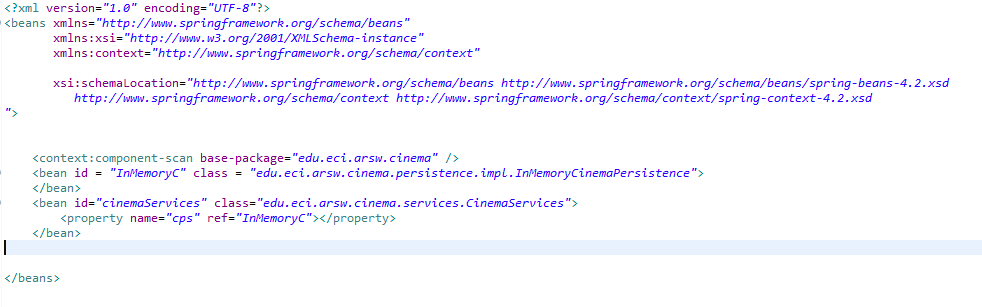 <?xml version="1.0" encoding="UTF-8"?>
<beans xmlns="http://www.springframework.org/schema/beans"
xmlns:xsi="http://www.w3.org/2001/XMLSchema-instance"
xmlns:context="http://www.springframework.org/schema/context"
xsi:schemaLocation="http://www.springframework.org/schema/beans http://www.springframework.org/schema/beans/spring-beans-4.2.xsd
http://www.springframework.org/schema/context http://www.springframework.org/schema/context/spring-context-4.2.xsd
">
<context:component-scan base-package="edu.eci.arsw.cinema" />
<bean id = "InMemoryC" class = "edu.eci.arsw.cinema.persistence.impl.InMemoryCinemaPersistence">
</bean>
<bean id="cinemaServices" class="edu.eci.arsw.cinema.services.CinemaServices">
<property name="cps" ref="InMemoryC"></property>
</bean>
</beans>